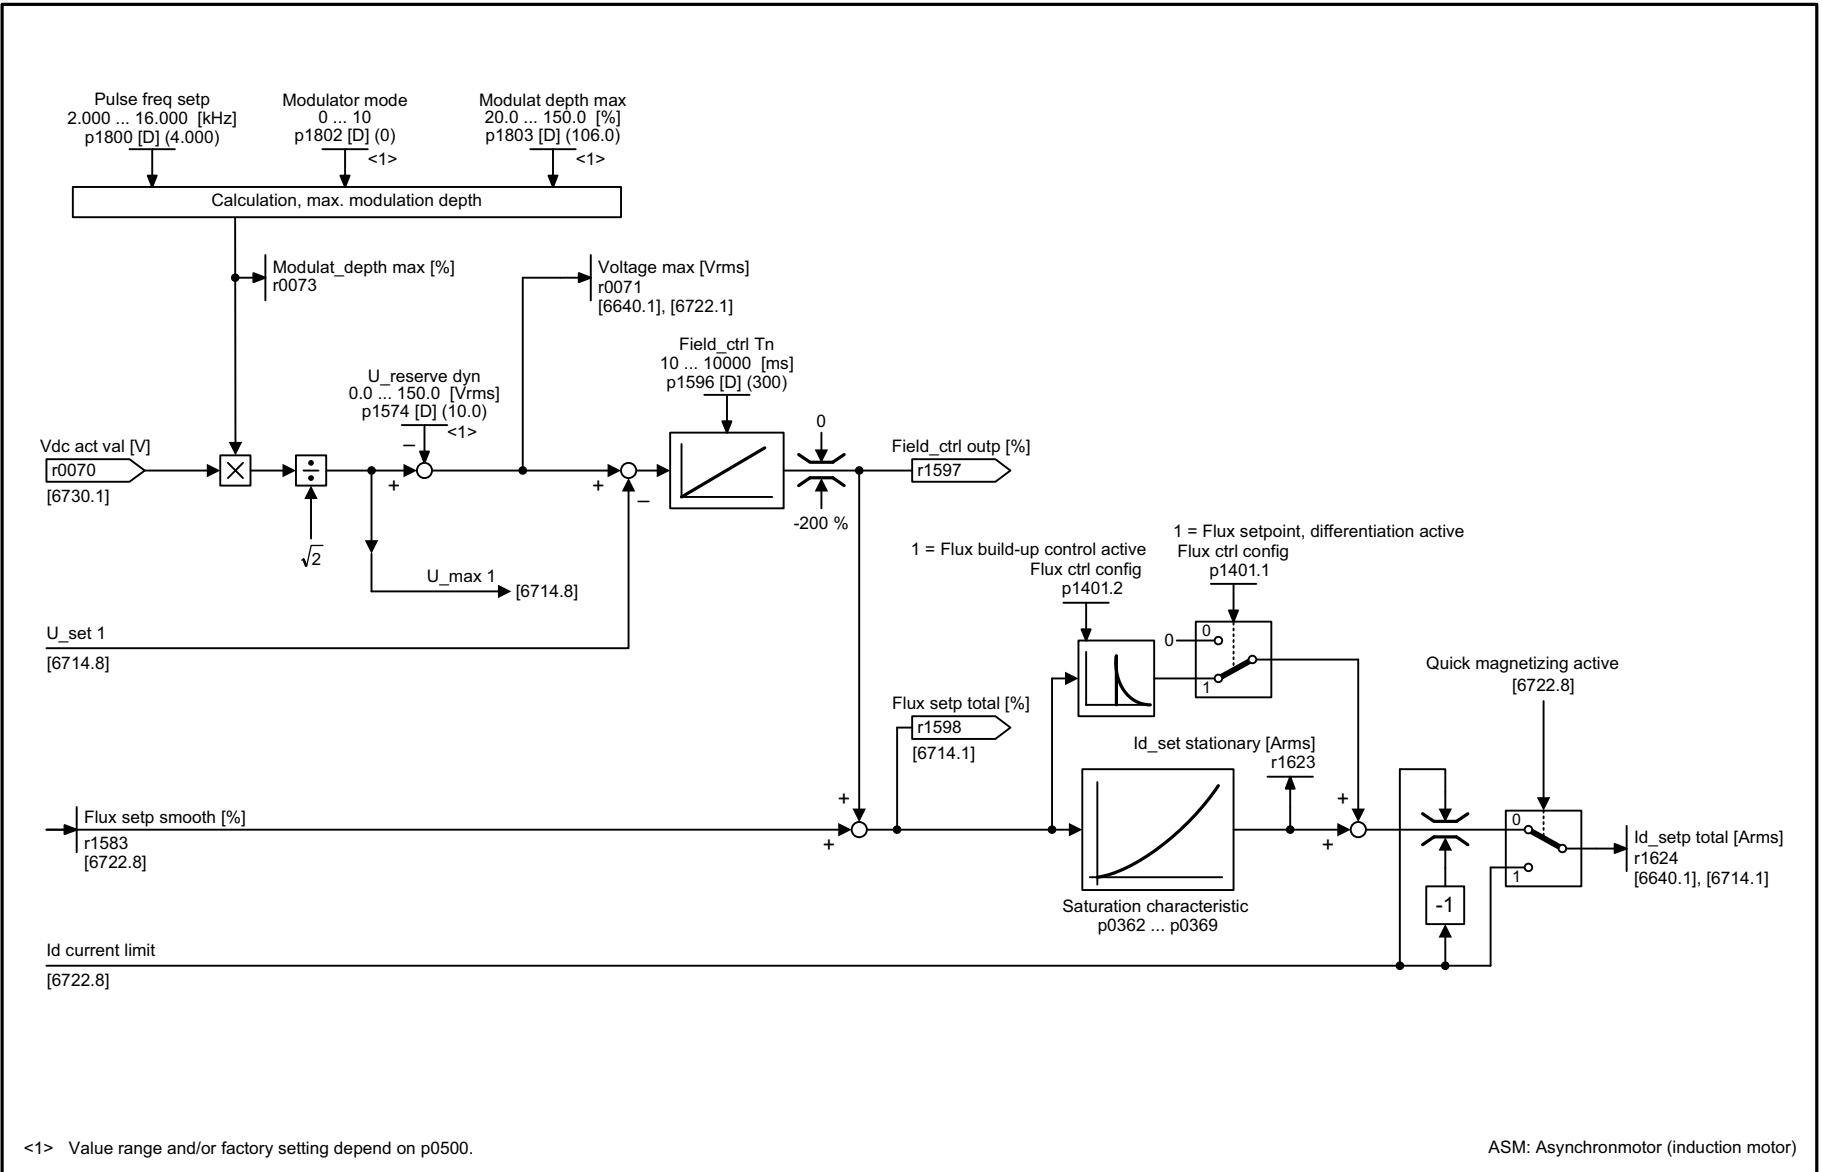 Pulse freq setp
2.000 ... 16.000 [kHz]
p1800 [D] (4.000)
Modulator mode
0 ... 10
p1802 [D] (0)
<1>
Modulat depth max
20.0 ... 150.0 [%]
p1803 [D] (106.0)
<1>
Calculation, max. modulation depth
Modulat_depth max [%]
r0073
Voltage max [Vrms]
r0071
[6640.1], [6722.1]
Field_ctrl Tn
10 ... 10000 [ms]
p1596 [D] (300)
U_reserve dyn
0.0 ... 150.0 [Vrms]
p1574 [D] (10.0)
<1>
–
0
Vdc act val [V]
r0070
[6730.1]
×
÷
+
+
–
Field_ctrl outp [%]
r1597
-200 %
√2
U_max 1
[6714.8]
1 = Flux setpoint, differentiation active
Flux ctrl config
p1401.1
1 = Flux build-up control active
Flux ctrl config
p1401.2
U_set 1
[6714.8]
0
0
1
Quick magnetizing active
[6722.8]
Flux setp total [%]
r1598
[6714.1]
Id_set stationary [Arms]
r1623
+
+
Flux setp smooth [%]
r1583
[6722.8]
+
+
0
1
Id_setp total [Arms]
r1624
[6640.1], [6714.1]
Saturation characteristic
p0362 ... p0369
-1
Id current limit
[6722.8]
<1> Value range and/or factory setting depend on p0500.
ASM: Asynchronmotor (induction motor)